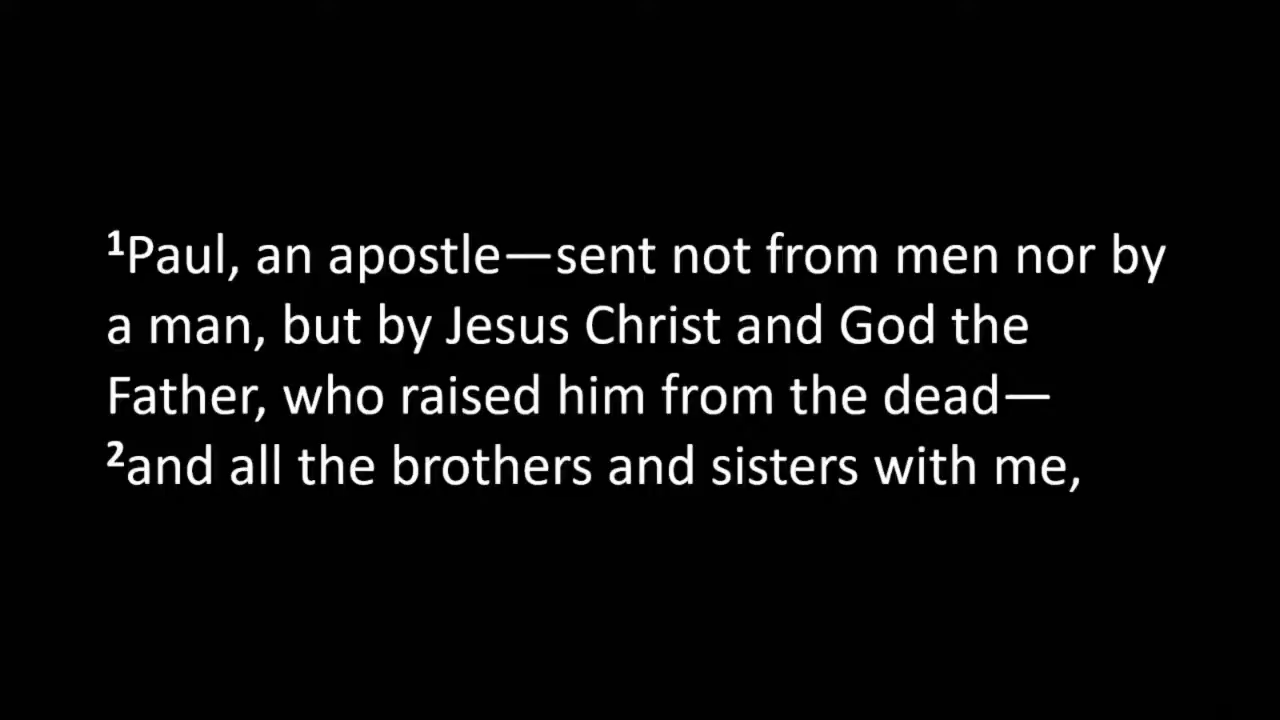 ¹Paul, an apostle—sent not from men nor by
a man, but by Jesus Christ and God the
Father, who raised him from the dead—
²and all the brothers and sisters with me,